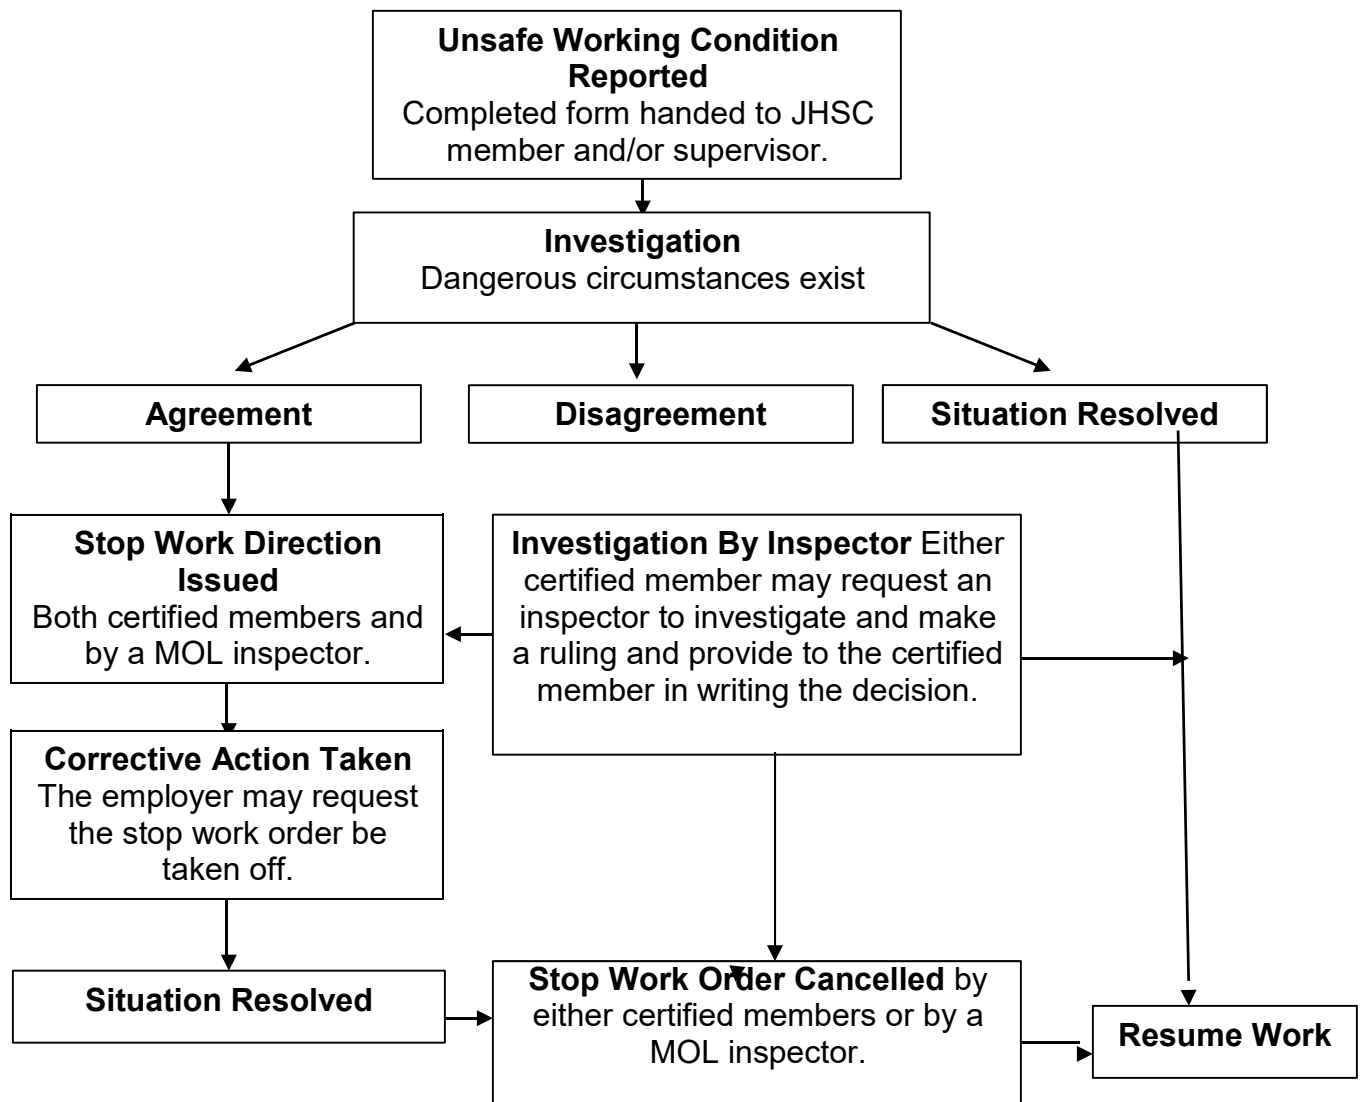 Unsafe Working Condition
Reported
Completed form handed to JHSC
member and/or supervisor.
Investigation
Dangerous circumstances exist
Agreement
Disagreement
Situation Resolved
Stop Work Direction
Issued
Both certified members and
by a MOL inspector.
Investigation By Inspector Either
certified member may request an
inspector to investigate and make
a ruling and provide to the certified
member in writing the decision.
Corrective Action Taken
The employer may request
the stop work order be
taken off.
Situation Resolved
Stop Work Order Cancelled by
either certified members or by a
MOL inspector.
Resume Work